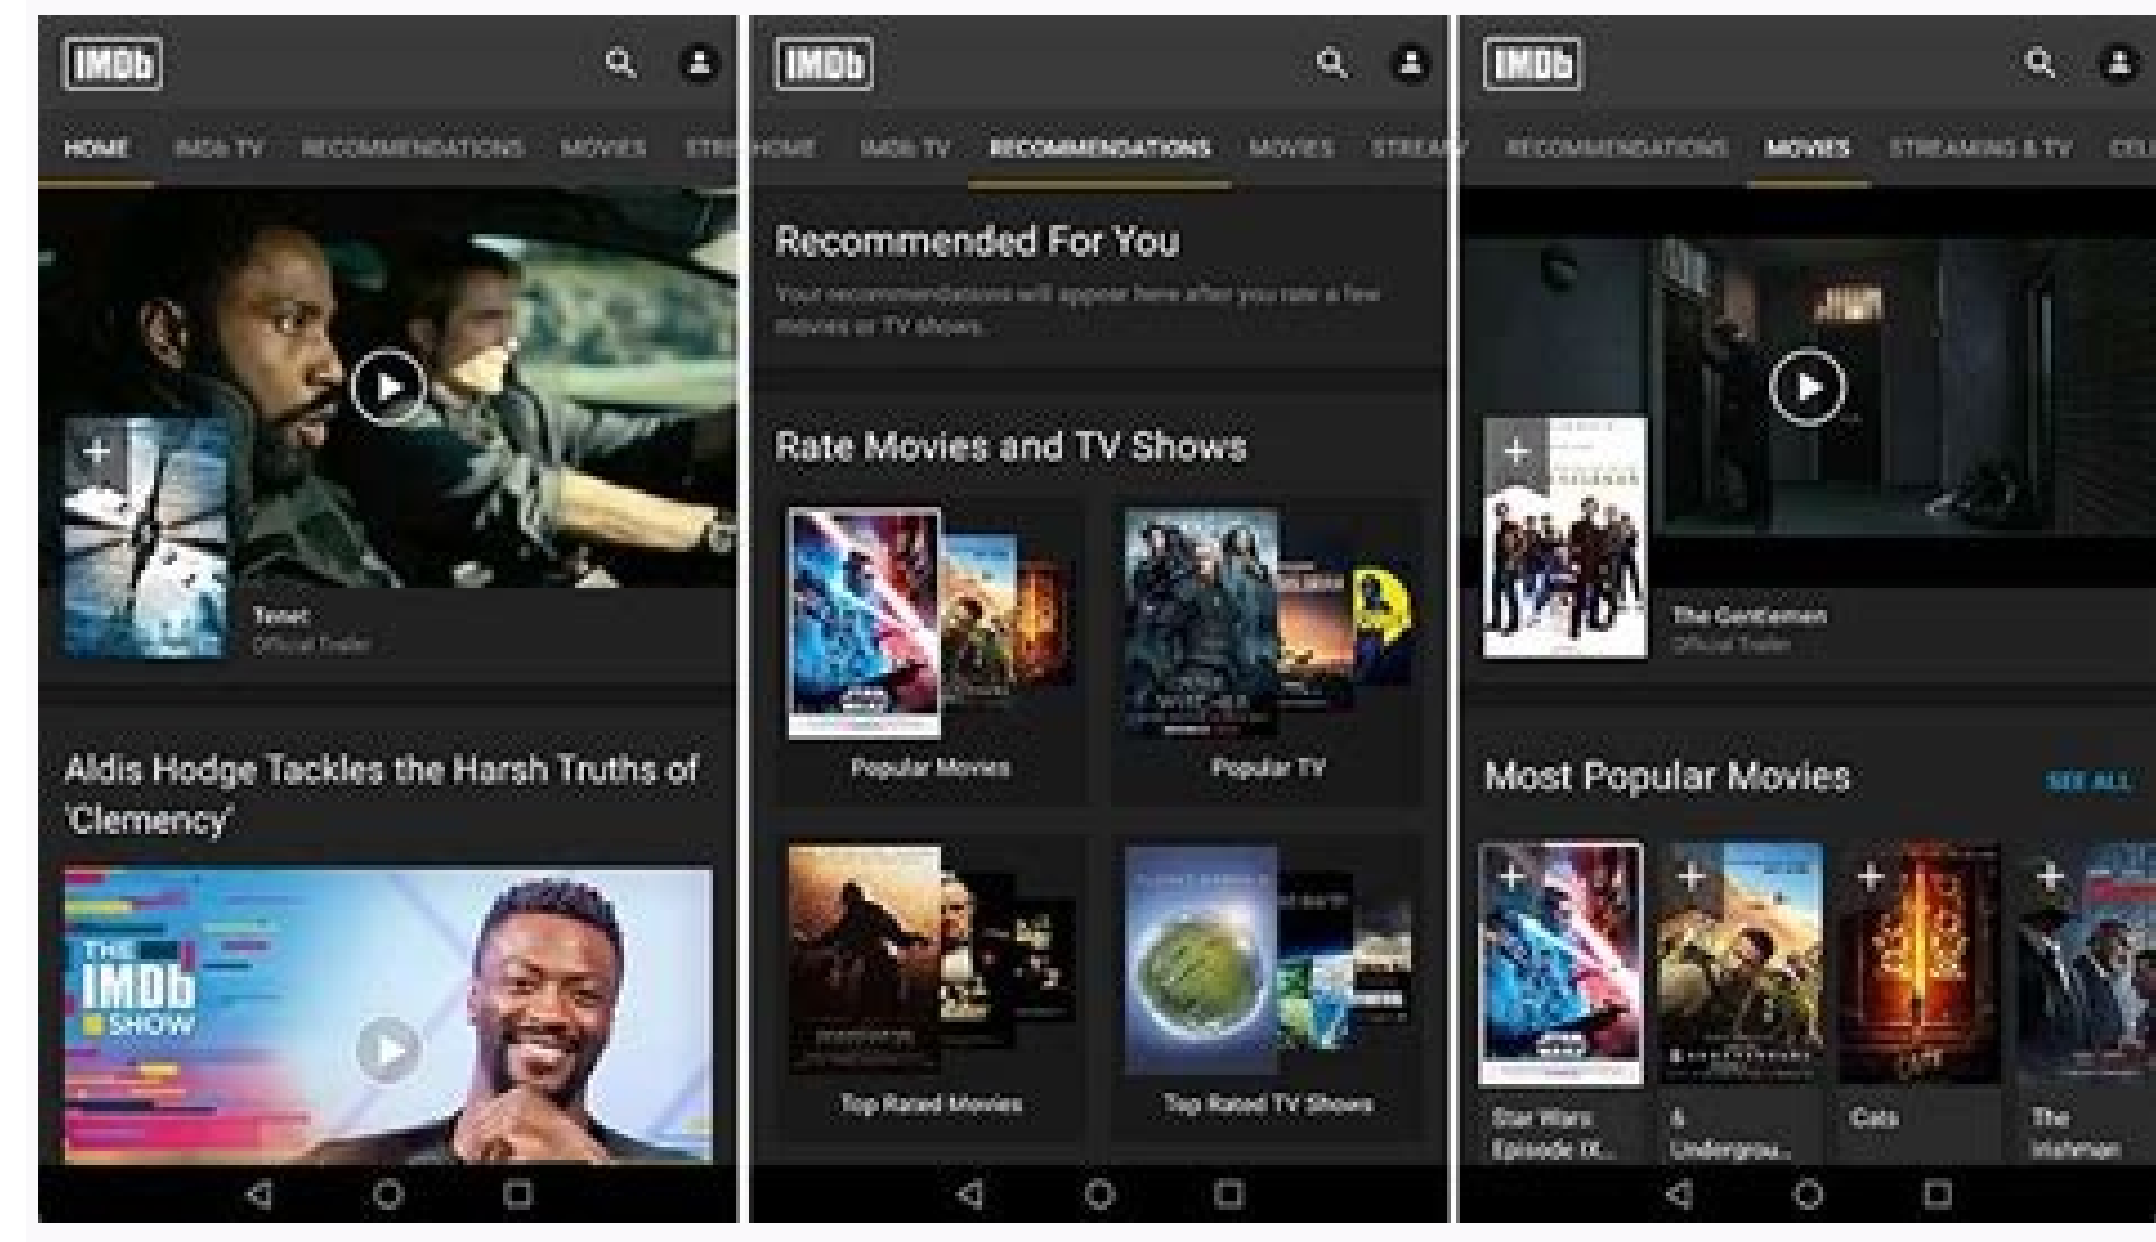 IMDb
HOME IMDb TV RECOMMENDATIONS MOVIES STRE
Tenet
Official Trailer
Aldis Hodge Tackles the Harsh Truths of
'Clemency'
THE
IMDb
SHOW
IMDb
HOME IMDb TV RECOMMENDATIONS MOVIES STREAM
Recommended For You
Your recommendations will appear here after you rate a few
movies or TV shows.
Rate Movies and TV Shows
WITCHER
Popular Movies Popular TV
Top Rated Movies Top Rated TV Shows
IMDb
RECOMMENDATIONS MOVIES STREAMING & TV CEL
The Gentlemen
Official Trailer
Most Popular Movies SEE ALL
Star Wars: 6 Cats The
Episode IX... Undergrou... Irishman